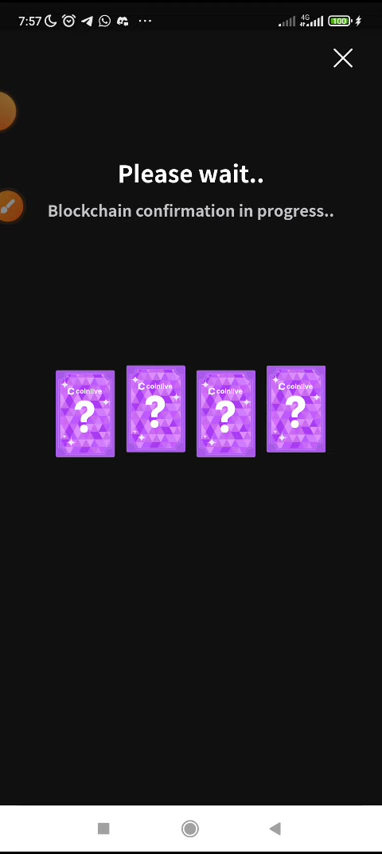 7:57
4G
100
Please wait..
Blockchain confirmation in progress..
coinlive
?
coinlive
?
coinlive
?
coinlive
?